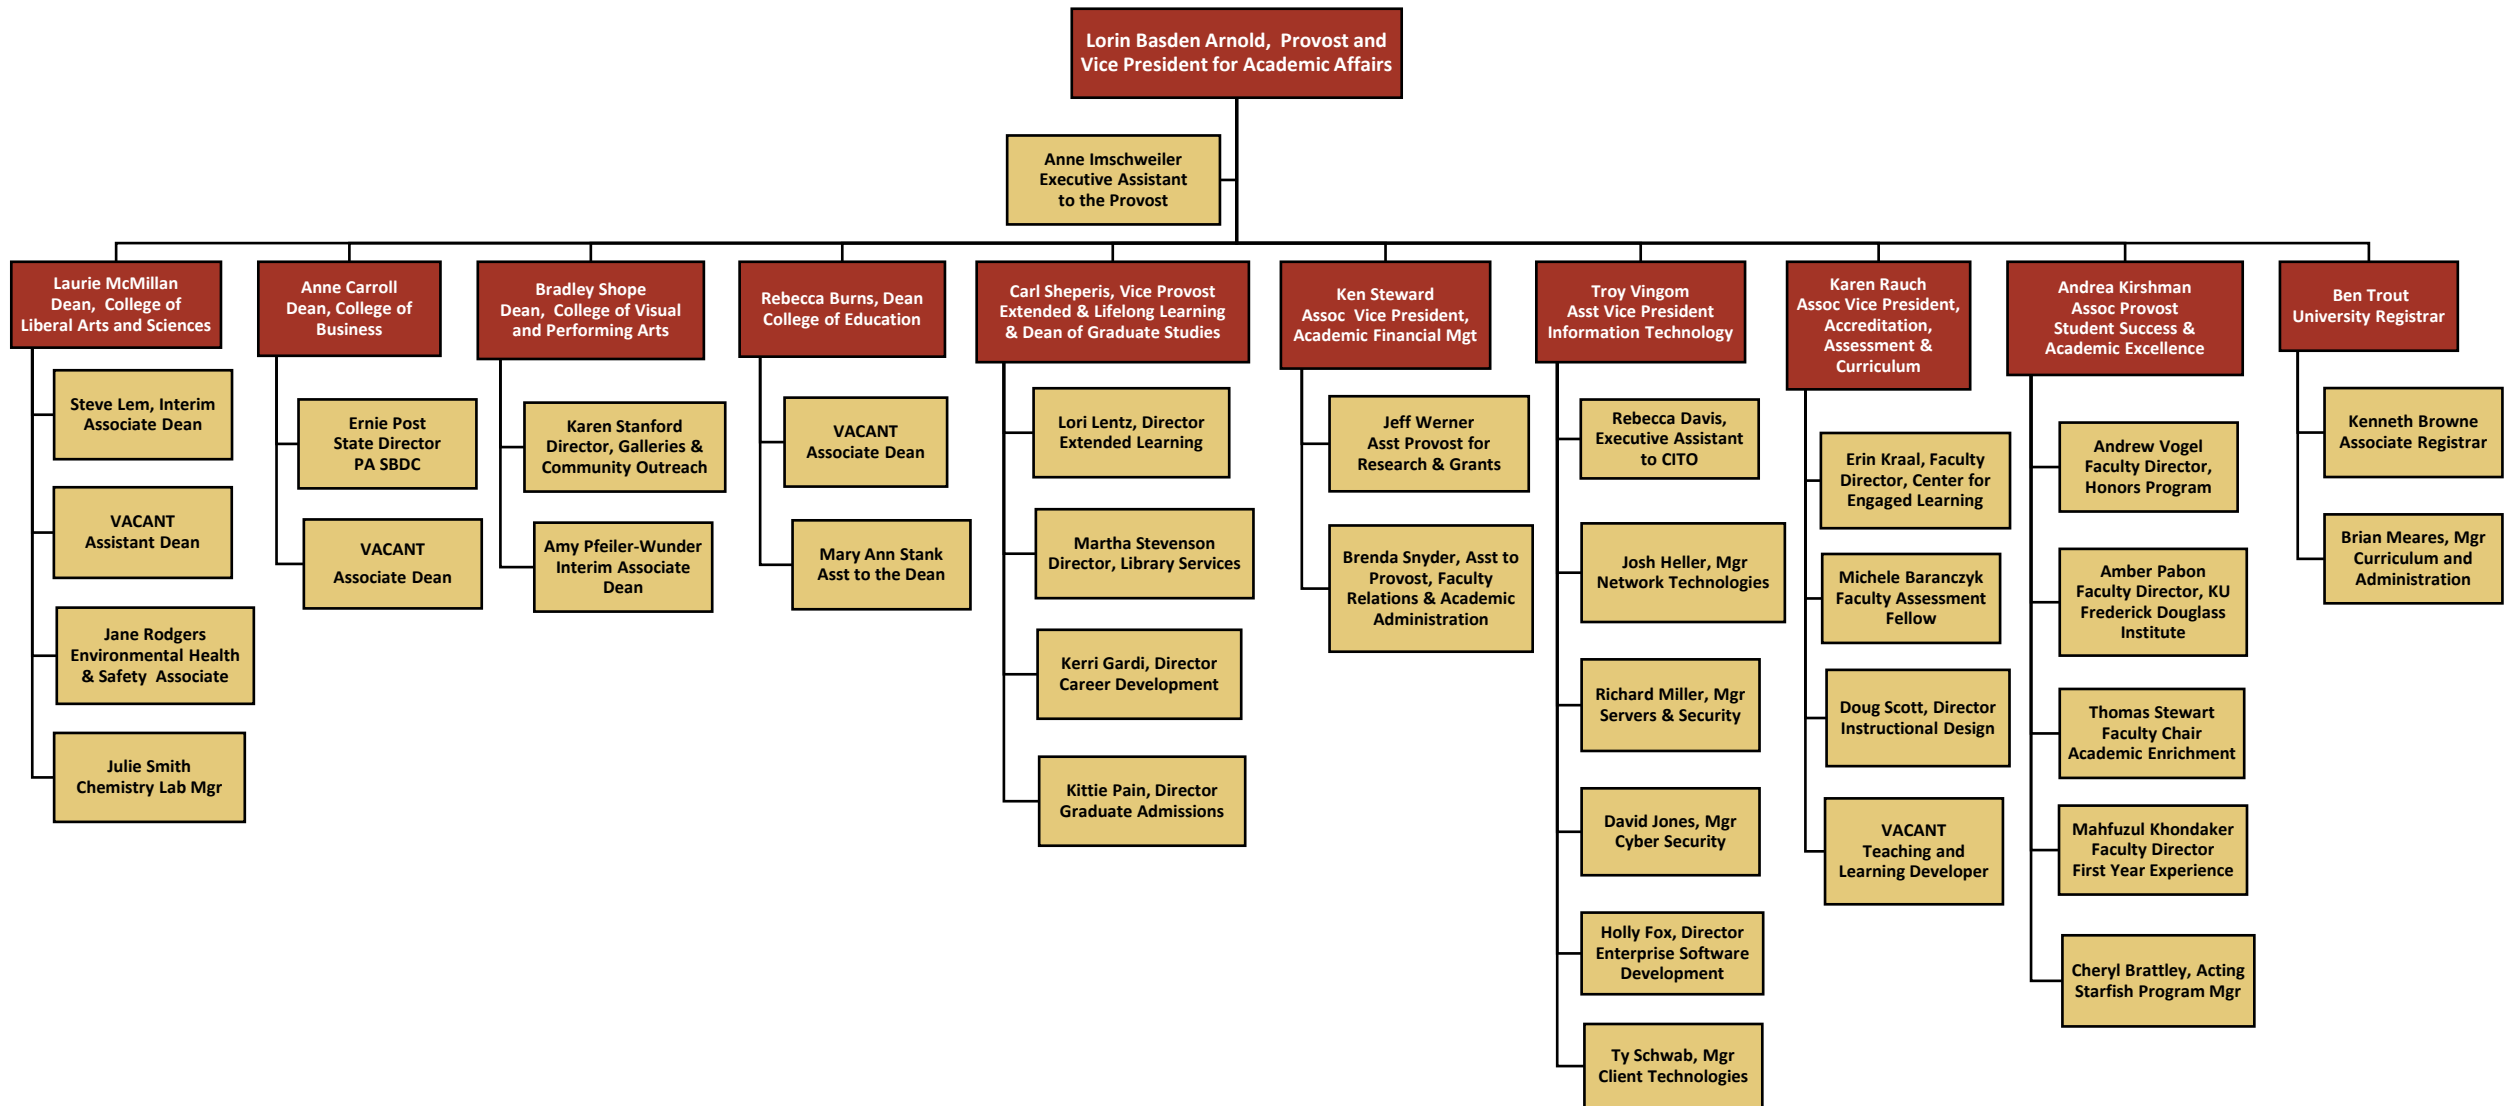 Lorin Basden Arnold, Provost and
Vice President for Academic Affairs
Anne Imschweiler
Executive Assistant
to the Provost
Laurie McMillan
Dean, College of
Liberal Arts and Sciences
Steve Lem, Interim
Associate Dean
VACANT
Assistant Dean
Jane Rodgers
Environmental Health
& Safety Associate
Julie Smith
Chemistry Lab Mgr
Anne Carroll
Dean, College of
Business
Ernie Post
State Director
PA SBDC
VACANT
Associate Dean
Bradley Shope
Dean, College of Visual
and Performing Arts
Karen Stanford
Director, Galleries &
Community Outreach
Amy Pfeiler-Wunder
Interim Associate
Dean
Rebecca Burns, Dean
College of Education
VACANT
Associate Dean
Mary Ann Stank
Asst to the Dean
Carl Sheperis, Vice Provost
Extended & Lifelong Learning
& Dean of Graduate Studies
Lori Lentz, Director
Extended Learning
Martha Stevenson
Director, Library Services
Kerri Gardi, Director
Career Development
Kittie Pain, Director
Graduate Admissions
Ken Steward
Assoc Vice President,
Academic Financial Mgt
Jeff Werner
Asst Provost for
Research & Grants
Brenda Snyder, Asst to
Provost, Faculty
Relations & Academic
Administration
Troy Vingom
Asst Vice President
Information Technology
Rebecca Davis,
Executive Assistant
to CITO
Josh Heller, Mgr
Network Technologies
Richard Miller, Mgr
Servers & Security
David Jones, Mgr
Cyber Security
Holly Fox, Director
Enterprise Software
Development
Ty Schwab, Mgr
Client Technologies
Karen Rauch
Assoc Vice President,
Accreditation,
Assessment &
Curriculum
Erin Kraal, Faculty
Director, Center for
Engaged Learning
Michele Baranczyk
Faculty Assessment
Fellow
Doug Scott, Director
Instructional Design
VACANT
Teaching and
Learning Developer
Andrea Kirshman
Assoc Provost
Student Success &
Academic Excellence
Andrew Vogel
Faculty Director,
Honors Program
Amber Pabon
Faculty Director, KU
Frederick Douglass
Institute
Thomas Stewart
Faculty Chair
Academic Enrichment
Mahfuzul Khondaker
Faculty Director
First Year Experience
Cheryl Brattley, Acting
Starfish Program Mgr
Ben Trout
University Registrar
Kenneth Browne
Associate Registrar
Brian Meares, Mgr
Curriculum and
Administration